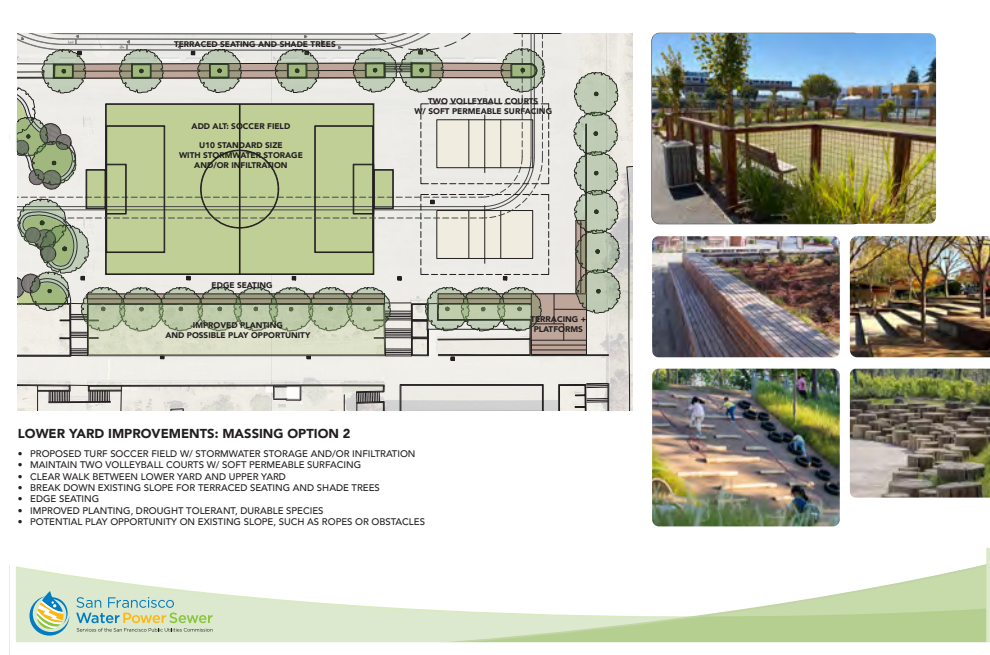 TERRACED SEATING AND SHADE TREES
TWO VOLLEYBALL COURTS
W/ SOFT PERMEABLE SURFACING
ADD ALT: SOCCER FIELD
U10 STANDARD SIZE
WITH STORMWATER STORAGE
AND/OR INFILTRATION
EDGE SEATING
IMPROVED PLANTING
AND POSSIBLE PLAY OPPORTUNITY
TERRACING +
PLATFORMS
LOWER YARD IMPROVEMENTS: MASSING OPTION 2
• PROPOSED TURF SOCCER FIELD W/ STORMWATER STORAGE AND/OR INFILTRATION
• MAINTAIN TWO VOLLEYBALL COURTS W/ SOFT PERMEABLE SURFACING
• CLEAR WALK BETWEEN LOWER YARD AND UPPER YARD
• BREAK DOWN EXISTING SLOPE FOR TERRACED SEATING AND SHADE TREES
• EDGE SEATING
• IMPROVED PLANTING, DROUGHT TOLERANT, DURABLE SPECIES
• POTENTIAL PLAY OPPORTUNITY ON EXISTING SLOPE, SUCH AS ROPES OR OBSTACLES
San Francisco
Water Power Sewer
Services of the San Francisco Public Utilities Commission